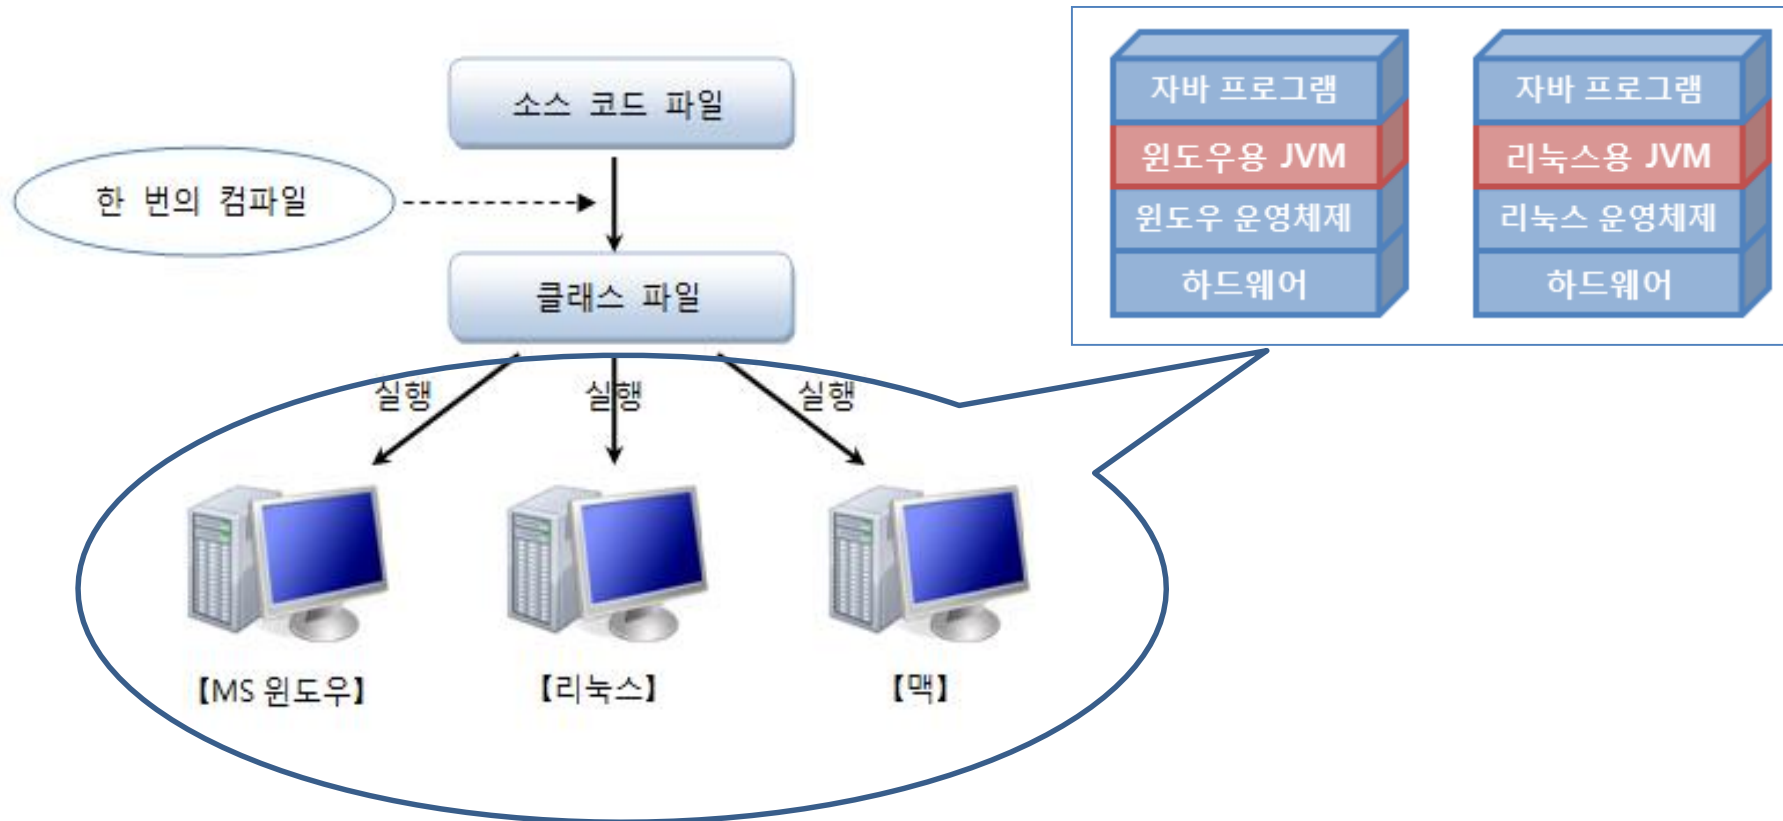 소스 코드 파일
한 번의 컴파일
클래스 파일
실행
실행
실행
【MS 윈도우】
【리눅스】
【맥】
자바 프로그램
윈도우용 JVM
윈도우 운영체제
하드웨어
자바 프로그램
리눅스용 JVM
리눅스 운영체제
하드웨어